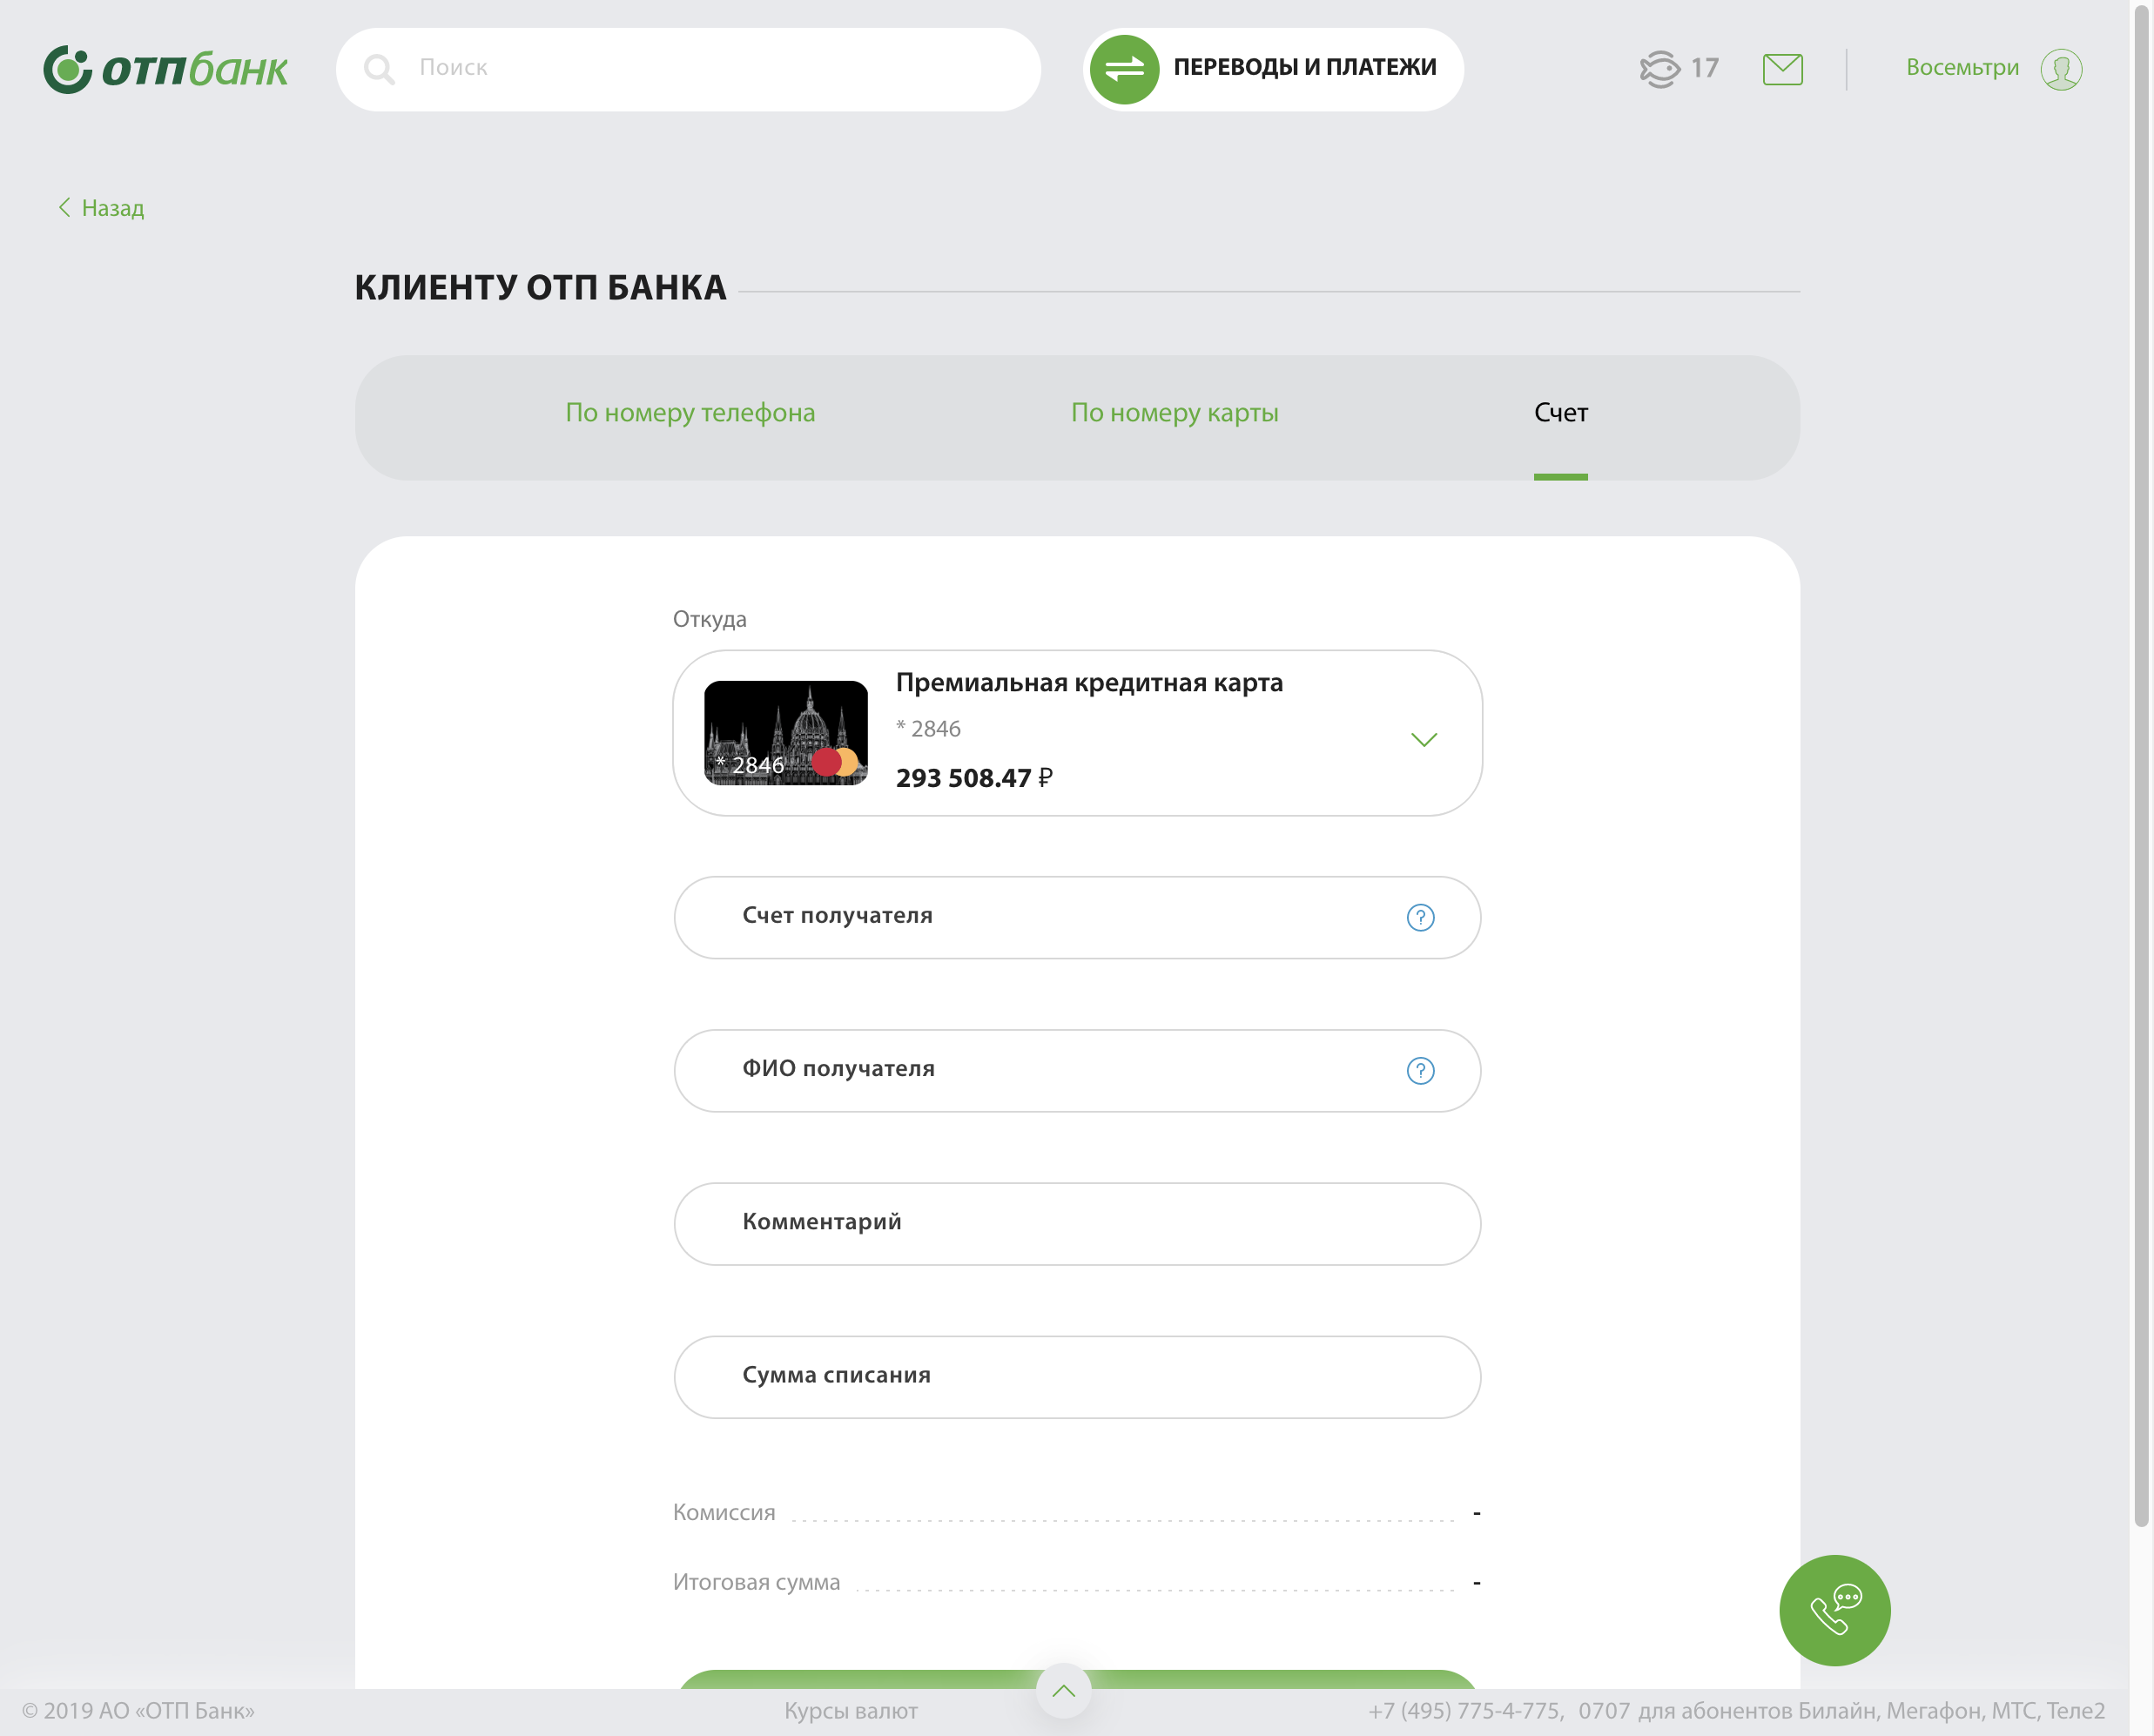 ОТПбанк
Поиск
ПЕРЕВОДЫ И ПЛАТЕЖИ
17
Восемьтри
Назад
КЛИЕНТУ ОТП БАНКА
По номеру телефона
По номеру карты
Счет
Откуда
Премиальная кредитная карта
* 2846
* 2846
293 508.47 ₽
Счет получателя
?
ФИО получателя
?
Комментарий
Сумма списания
Комиссия -
Итоговая сумма -
© 2019 АО «ОТП Банк»
Курсы валют
+7 (495) 775-4-775, 0707 для абонентов Билайн, Мегафон, МТС, Теле2